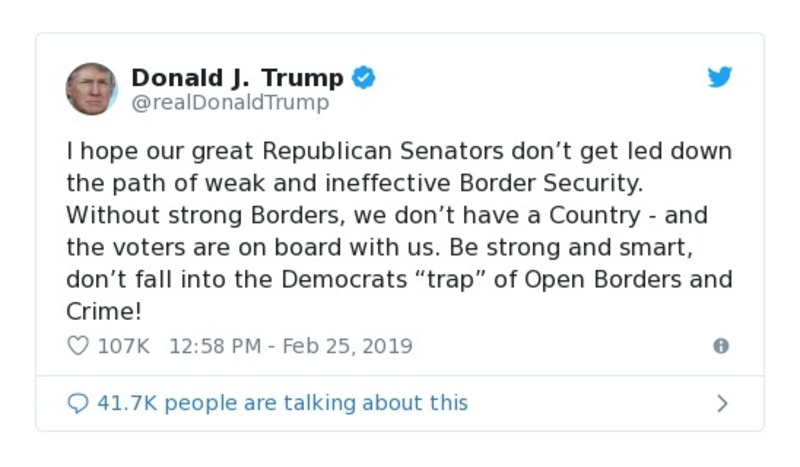 Donald J. Trump
@realDonaldTrump
I hope our great Republican Senators don’t get led down
the path of weak and ineffective Border Security.
Without strong Borders, we don’t have a Country - and
the voters are on board with us. Be strong and smart,
don’t fall into the Democrats “trap” of Open Borders and
Crime!
107K 12:58 PM - Feb 25, 2019
41.7K people are talking about this